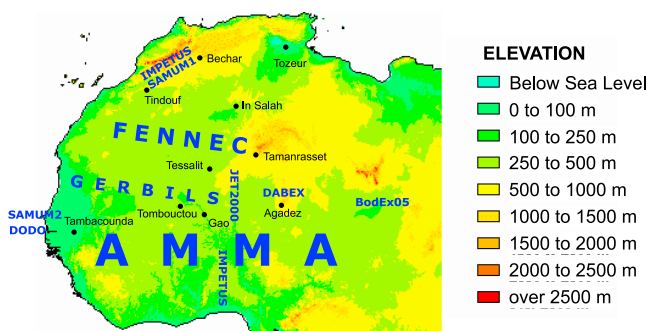 IMPETUS
SAMUM1
Bechar
Tozeur
Tindouf
In Salah
FENNEC
Tamanrasset
Tessalit
GERBILS
JET2000
DABEX
BodEx05
Tombouctou
Gao
Agadez
SAMUM2
DODO
Tambacounda
AMMA
IMPETUS
ELEVATION
Below Sea Level
0 to 100 m
100 to 250 m
250 to 500 m
500 to 1000 m
1000 to 1500 m
1500 to 2000 m
2000 to 2500 m
over 2500 m